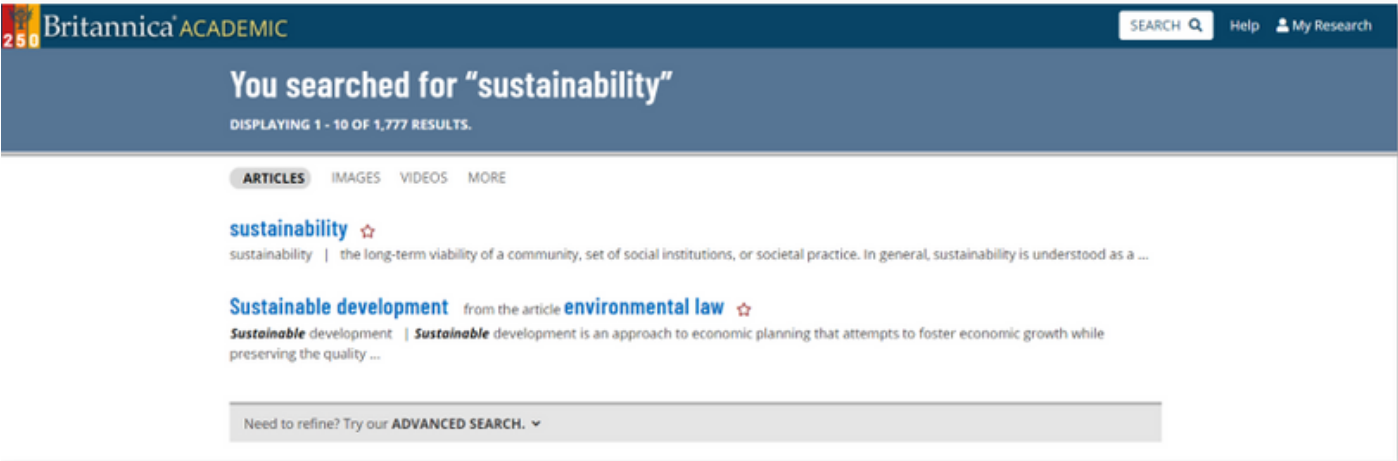 250 Britannica® ACADEMIC SEARCH Help My Research
You searched for “sustainability”
DISPLAYING 1 - 10 OF 1,777 RESULTS.
ARTICLES IMAGES VIDEOS MORE
sustainability
sustainability | the long-term viability of a community, set of social institutions, or societal practice. In general, sustainability is understood as a ...
Sustainable development from the article environmental law
Sustainable development | Sustainable development is an approach to economic planning that attempts to foster economic growth while
preserving the quality ...
Need to refine? Try our ADVANCED SEARCH.